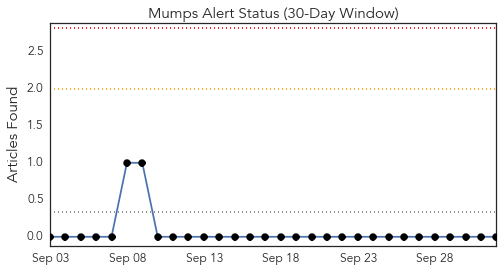 Mumps Alert Status (30-Day Window)
Articles Found
2.5
2.0
1.5
1.0
0.5
0.0
Sep 03 Sep 08 Sep 13 Sep 18 Sep 23 Sep 28